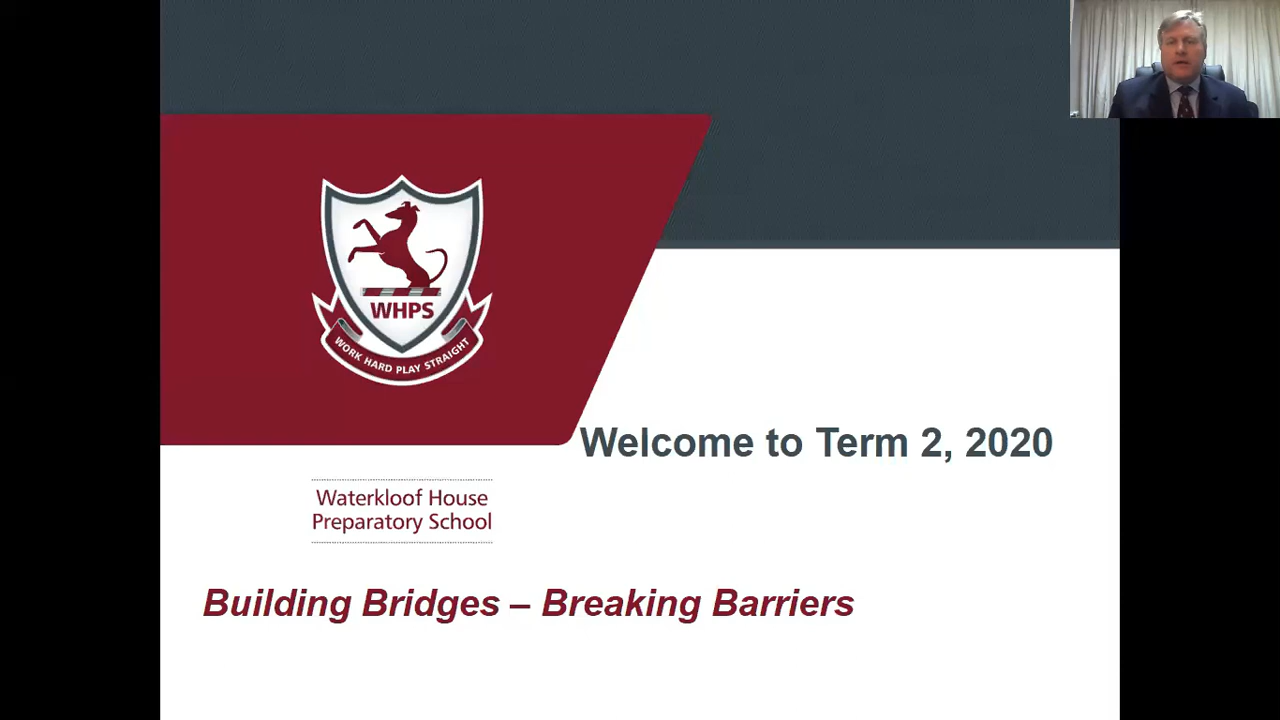 WHPS
WORK HARD PLAY STRAIGHT
Welcome to Term 2, 2020
Waterkloof House
Preparatory School
Building Bridges – Breaking Barriers